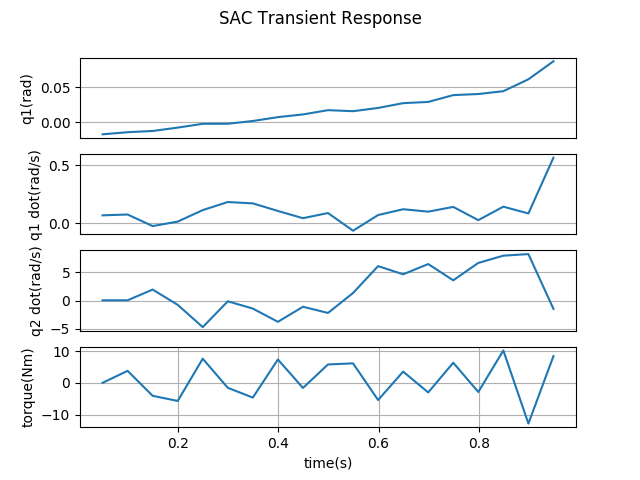 SAC Transient Response
q1(rad)
0.05
0.00
q1 dot(rad/s)
0.5
0.0
q2 dot(rad/s)
5
0
−5
torque(Nm)
10
0
−10
0.2 0.4 0.6 0.8
time(s)